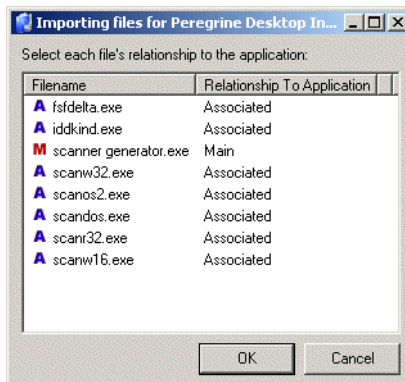 Importing files for Peregrine Desktop In...
Select each file's relationship to the application:
Filename Relationship To Application
A fsfdelta.exe Associated
A iddkind.exe Associated
M scanner generator.exe Main
A scanw32.exe Associated
A scanos2.exe Associated
A scandos.exe Associated
A scanr32.exe Associated
A scanw16.exe Associated
OK Cancel